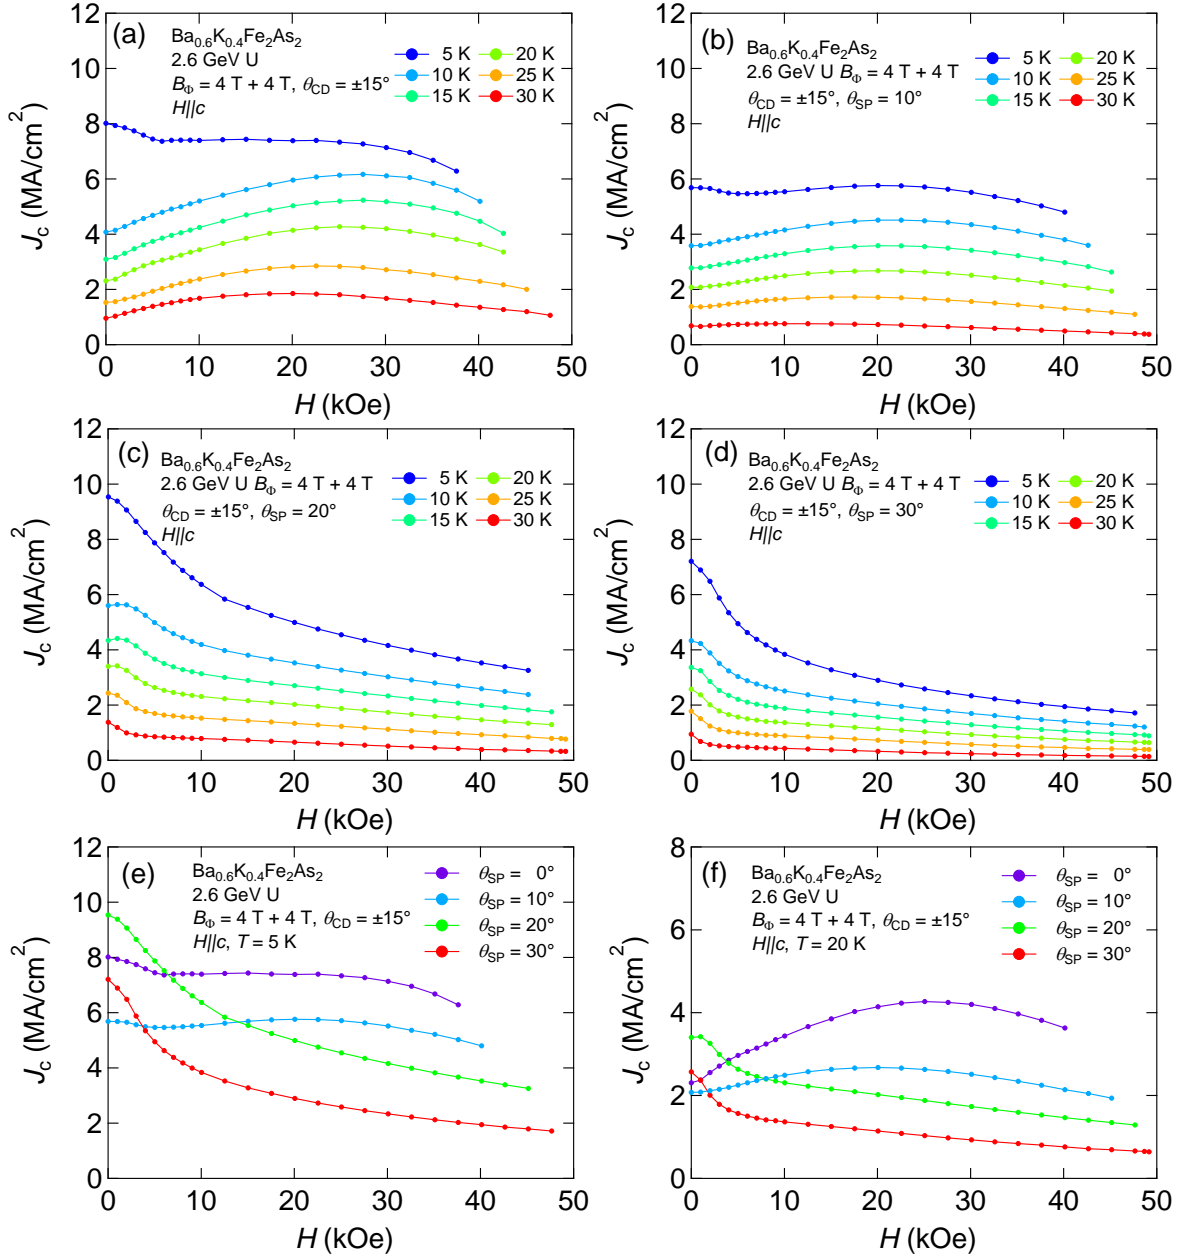 (a)
Ba0.6K0.4Fe2As2
2.6 GeV U
BΦ = 4 T + 4 T, θCD = ±15°
H||c
5 K
10 K
15 K
20 K
25 K
30 K
Jc (MA/cm2)
12
10
8
6
4
2
0
0
10
20
30
40
50
H (kOe)
(b)
Ba0.6K0.4Fe2As2
2.6 GeV U BΦ = 4 T + 4 T
θCD = ±15°, θSP = 10°
H||c
5 K
10 K
15 K
20 K
25 K
30 K
Jc (MA/cm2)
12
10
8
6
4
2
0
0
10
20
30
40
50
H (kOe)
(c)
Ba0.6K0.4Fe2As2
2.6 GeV U BΦ = 4 T + 4 T
θCD = ±15°, θSP = 20°
H||c
5 K
10 K
15 K
20 K
25 K
30 K
Jc (MA/cm2)
12
10
8
6
4
2
0
0
10
20
30
40
50
H (kOe)
(d)
Ba0.6K0.4Fe2As2
2.6 GeV U BΦ = 4 T + 4 T
θCD = ±15°, θSP = 30°
H||c
5 K
10 K
15 K
20 K
25 K
30 K
Jc (MA/cm2)
12
10
8
6
4
2
0
0
10
20
30
40
50
H (kOe)
(e)
Ba0.6K0.4Fe2As2
2.6 GeV U
BΦ = 4 T + 4 T, θCD = ±15°
H||c, T = 5 K
θSP = 0°
θSP = 10°
θSP = 20°
θSP = 30°
Jc (MA/cm2)
12
10
8
6
4
2
0
0
10
20
30
40
50
H (kOe)
(f)
Ba0.6K0.4Fe2As2
2.6 GeV U
BΦ = 4 T + 4 T, θCD = ±15°
H||c, T = 20 K
θSP = 0°
θSP = 10°
θSP = 20°
θSP = 30°
Jc (MA/cm2)
8
6
4
2
0
0
10
20
30
40
50
H (kOe)